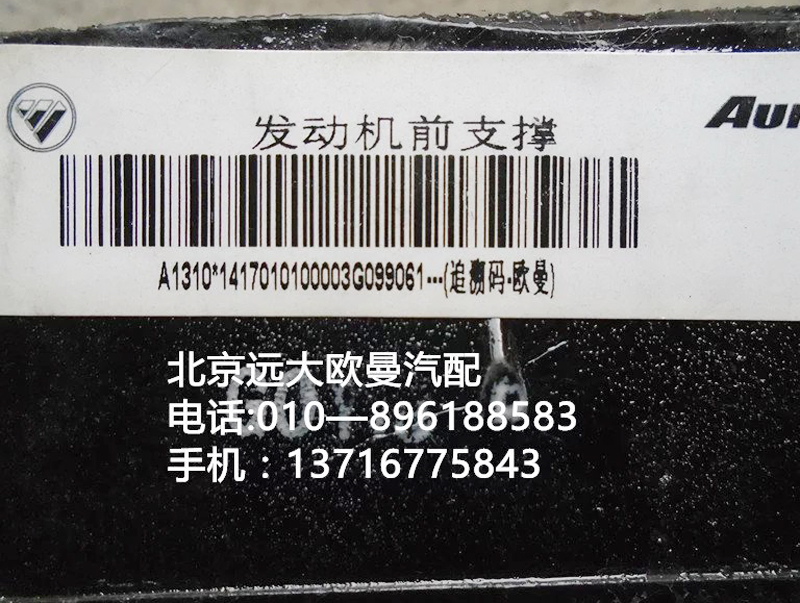 发动机前支撑
Aum
A1310*1417010100003G099061---(追溯码-欧曼)
北京远大欧曼汽配
电话:010—896188583
手机：13716775843